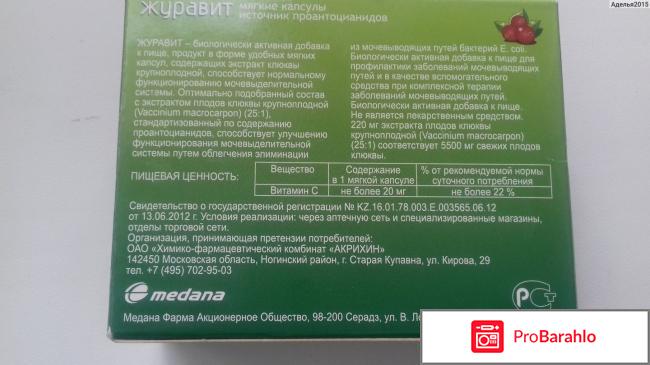 Аделья2015
ЖУРАВИТ мягкие капсулы
источник проантоцианидов
ЖУРАВИТ – биологически активная добавка
к пище, продукт в форме удобных мягких
капсул, содержащих экстракт клюквы
крупноплодной, способствует нормальному
функционированию мочевыделительной
системы. Оптимально подобранный состав
с экстрактом плодов клюквы крупноплодной
(Vaccinium macrocarpon) (25:1),
стандартизованный по содержанию
проантоцианидов, способствует улучшению
функционирования мочевыделительной
системы путем облегчения элиминации
из мочевыводящих путей бактерий E. coli.
Биологически активная добавка к пище для
профилактики заболеваний мочевыводящих
путей и в качестве вспомогательного
средства при комплексной терапии
заболеваний мочевыводящих путей.
Биологически активная добавка к пище.
Не является лекарственным средством.
220 мг экстракта плодов клюквы
крупноплодной (Vaccinium macrocarpon)
(25:1) соответствует 5500 мг свежих плодов
клюквы.
ПИЩЕВАЯ ЦЕННОСТЬ:
Вещество Содержание в 1 мягкой капсуле % от рекомендуемой нормы суточного потребления
Витамин С не более 20 мг не более 22 %
Свидетельство о государственной регистрации № KZ.16.01.78.003.E.003565.06.12
от 13.06.2012 г. Условия реализации: через аптечную сеть и специализированные магазины,
отделы торговой сети.
Организация, принимающая претензии потребителей:
ОАО «Химико-фармацевтический комбинат «АКРИХИН»
142450 Московская область, Ногинский район, г. Старая Купавна, ул. Кирова, 29
тел. +7 (495) 702-95-03
medana
РСТ
Медана Фарма Акционерное Общество, 98-200 Серадз, ул. В. Ло
ProBarahlo